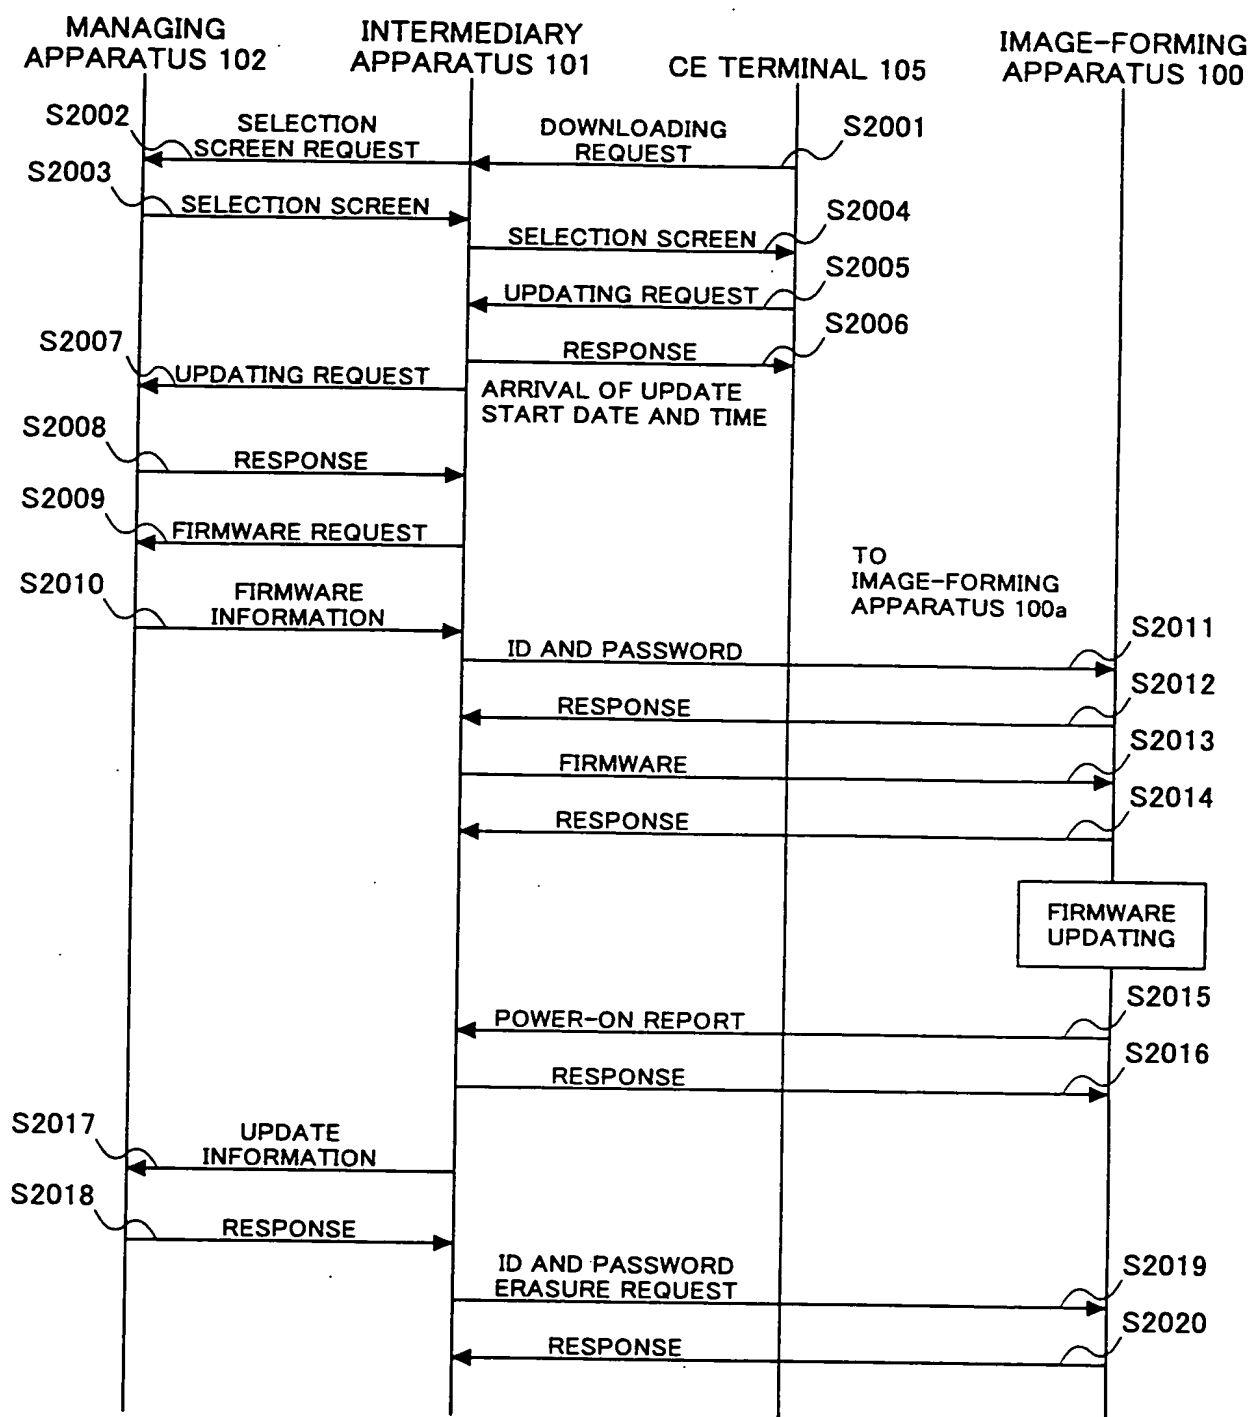 MANAGING
APPARATUS 102
INTERMEDIARY
APPARATUS 101
CE TERMINAL 105
IMAGE-FORMING
APPARATUS 100
S2002
SELECTION
SCREEN REQUEST
DOWNLOADING
REQUEST
S2001
S2003
SELECTION SCREEN
S2004
SELECTION SCREEN
S2005
UPDATING REQUEST
S2006
RESPONSE
S2007
UPDATING REQUEST
ARRIVAL OF UPDATE
START DATE AND TIME
S2008
RESPONSE
S2009
FIRMWARE REQUEST
TO
IMAGE-FORMING
APPARATUS 100a
S2010
FIRMWARE
INFORMATION
S2011
ID AND PASSWORD
S2012
RESPONSE
S2013
FIRMWARE
S2014
RESPONSE
FIRMWARE
UPDATING
S2015
POWER-ON REPORT
S2016
RESPONSE
S2017
UPDATE
INFORMATION
S2018
RESPONSE
ID AND PASSWORD
ERASURE REQUEST
S2019
S2020
RESPONSE